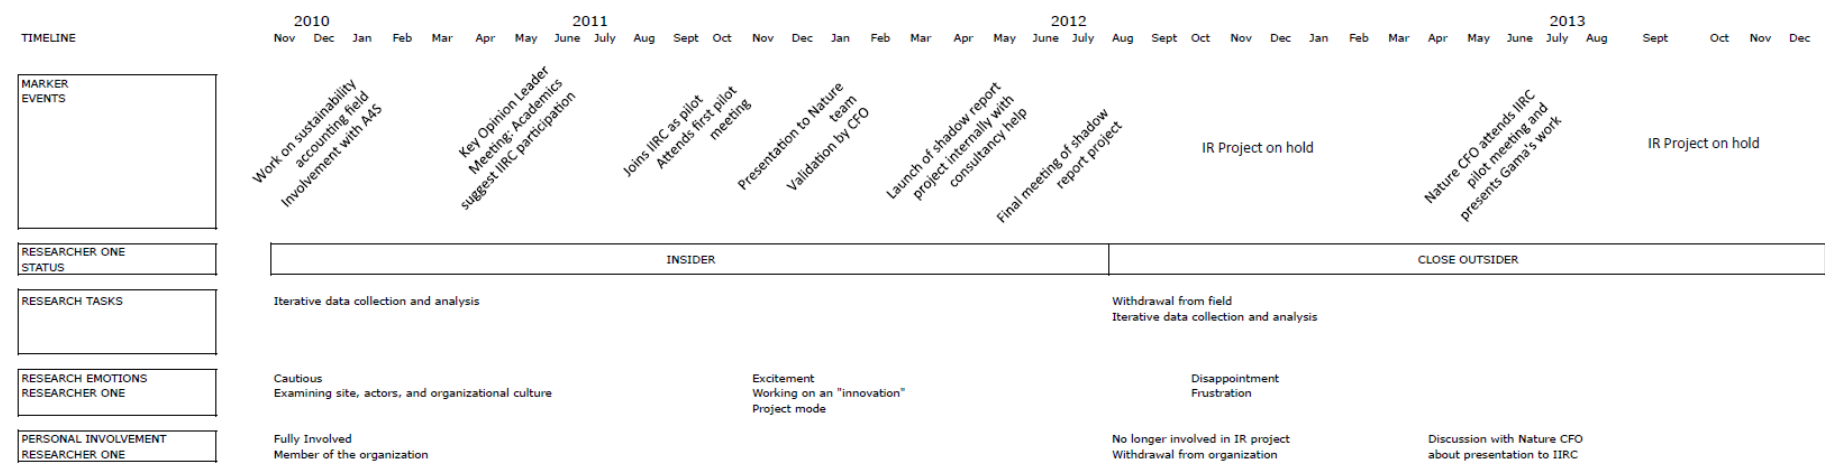 2010 2011 2012 2013
TIMELINE Nov Dec Jan Feb Mar Apr May June July Aug Sept Oct Nov Dec Jan Feb Mar Apr May June July Aug Sept Oct Nov Dec Jan Feb Mar Apr May June July Aug Sept Oct Nov Dec
MARKER
EVENTS
Work on sustainability
accounting field
Involvement with A4S
Key Opinion Leader
Meeting: Academics
suggest IIRC participation
Joins IIRC as pilot
Attends first pilot
meeting
Presentation to Nature
team
Validation by CFO
Launch of shadow report
project internally with
consultancy help
Final meeting of shadow
report project
IR Project on hold
Nature CFO attends IIRC
pilot meeting and
presents Gama's work
IR Project on hold
RESEARCHER ONE
STATUS
INSIDER CLOSE OUTSIDER
RESEARCH TASKS Iterative data collection and analysis Withdrawal from field
Iterative data collection and analysis
RESEARCH EMOTIONS Cautious Excitement Disappointment
RESEARCHER ONE Examining site, actors, and organizational culture Working on an "innovation" Frustration
Project mode
PERSONAL INVOLVEMENT Fully Involved No longer involved in IR project Discussion with Nature CFO
RESEARCHER ONE Member of the organization Withdrawal from organization about presentation to IIRC